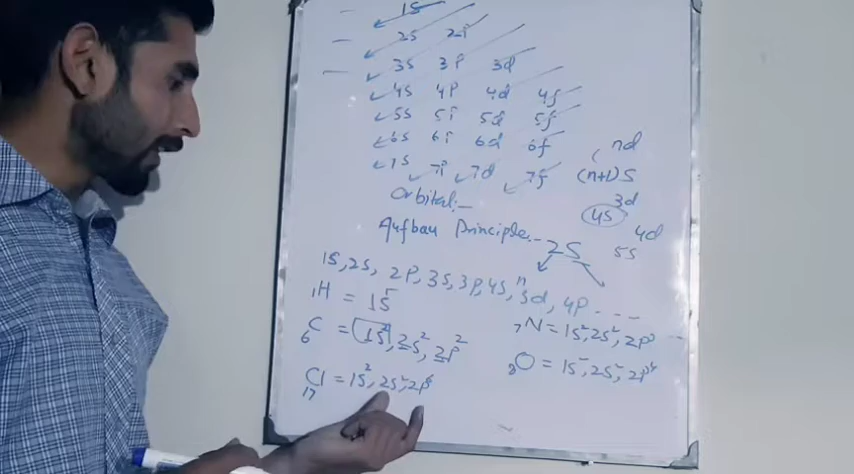 1s
2s 2p
3s 3p 3d
4s 4p 4d 4f
5s 5p 5d 5f
6s 6p 6d 6f
7s 7p 7d 7f
nd
(n+1)s
3d
4s
4d
5s
Orbital:
Aufbau Principle...
2s
n
1s, 2s, 2p, 3s, 3p, 4s, 3d, 4p....
₁H = 1s¹
₆C = 1s², 2s², 2p²
₁₇Cl = 1s², 2s², 2p⁶
₇N = 1s², 2s², 2p³
₈O = 1s², 2s², 2p⁴